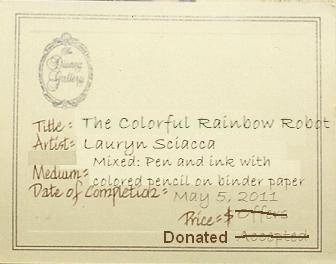 The
Disney
Gallery
Title: The Colorful Rainbow Robot
Artist: Lauryn Sciacca
Mixed: Pen and ink with
Medium: colored pencil on binder paper
Date of Completion: May 5, 2011
Price: $ Offers
Donated Accepted